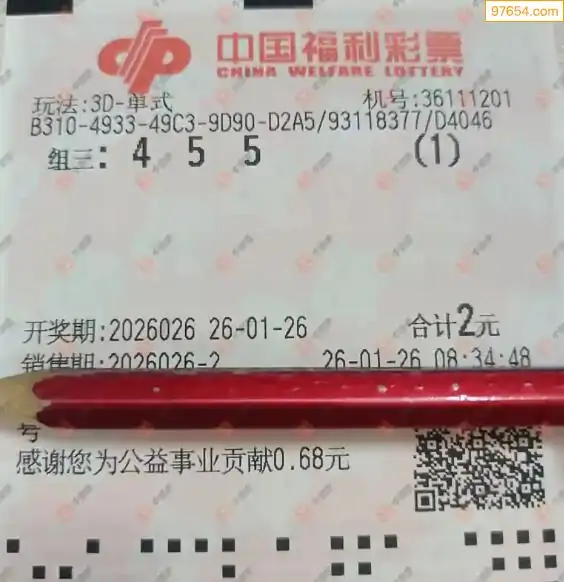 97654.com
中国福利彩票
CHINA WELFARE LOTTERY
玩法:3D-单式 机号:36111201
B310-4933-49C3-9D90-D2A5/93118377/D4046
组三: 4 5 5 (1)
开奖期:2026026 26-01-26 合计2元
销售期:2026026-2 26-01-26 08:34:48
号
感谢您为公益事业贡献0.68元